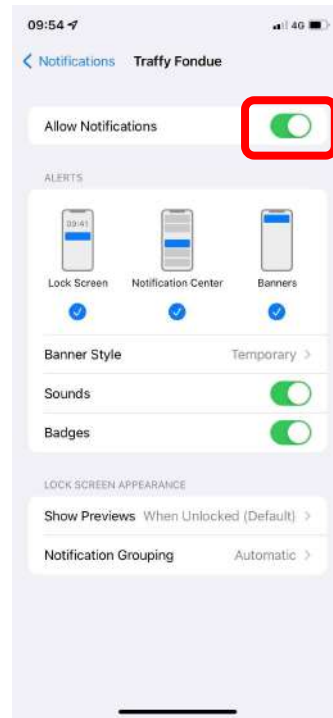 09:54 4G
Notifications Traffy Fondue
Allow Notifications
ALERTS
09:41
Lock Screen Notification Center Banners
Banner Style Temporary
Sounds
Badges
LOCK SCREEN APPEARANCE
Show Previews When Unlocked (Default)
Notification Grouping Automatic